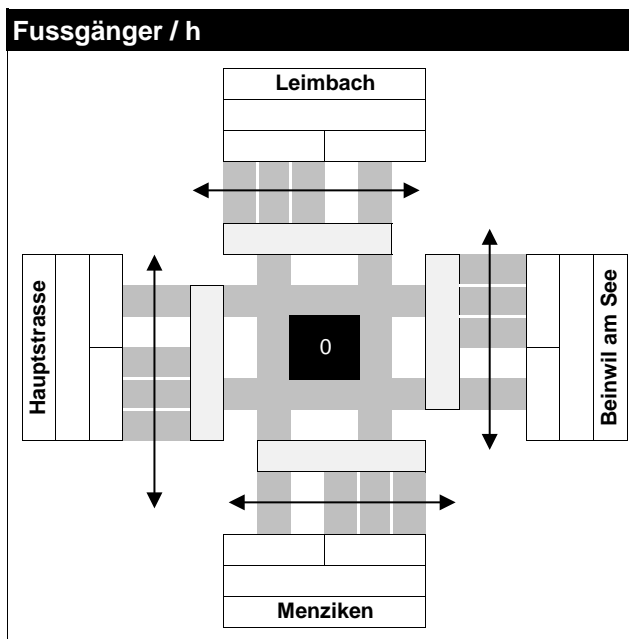 Fussgänger / h
Leimbach
Hauptstrasse
0
Beinwil am See
Menziken